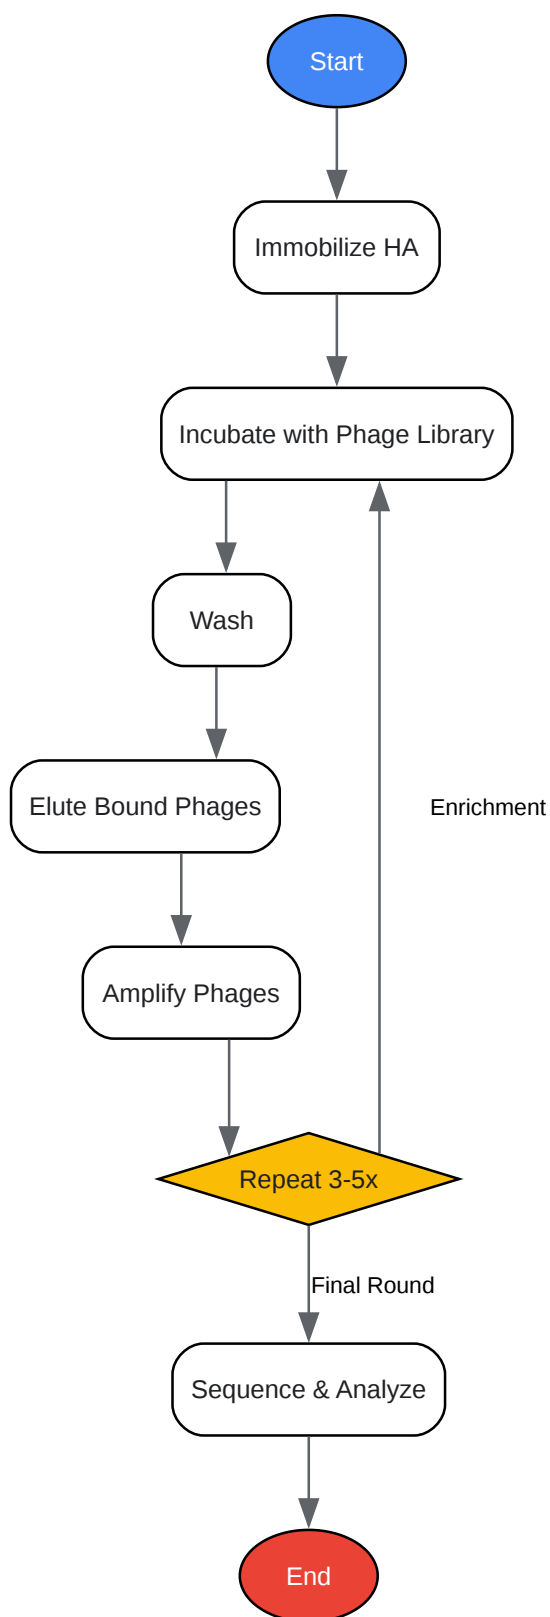 Start
Immobilize HA
Incubate with Phage Library
Wash
Elute Bound Phages
Enrichment
Amplify Phages
Repeat 3-5x
Final Round
Sequence & Analyze
End